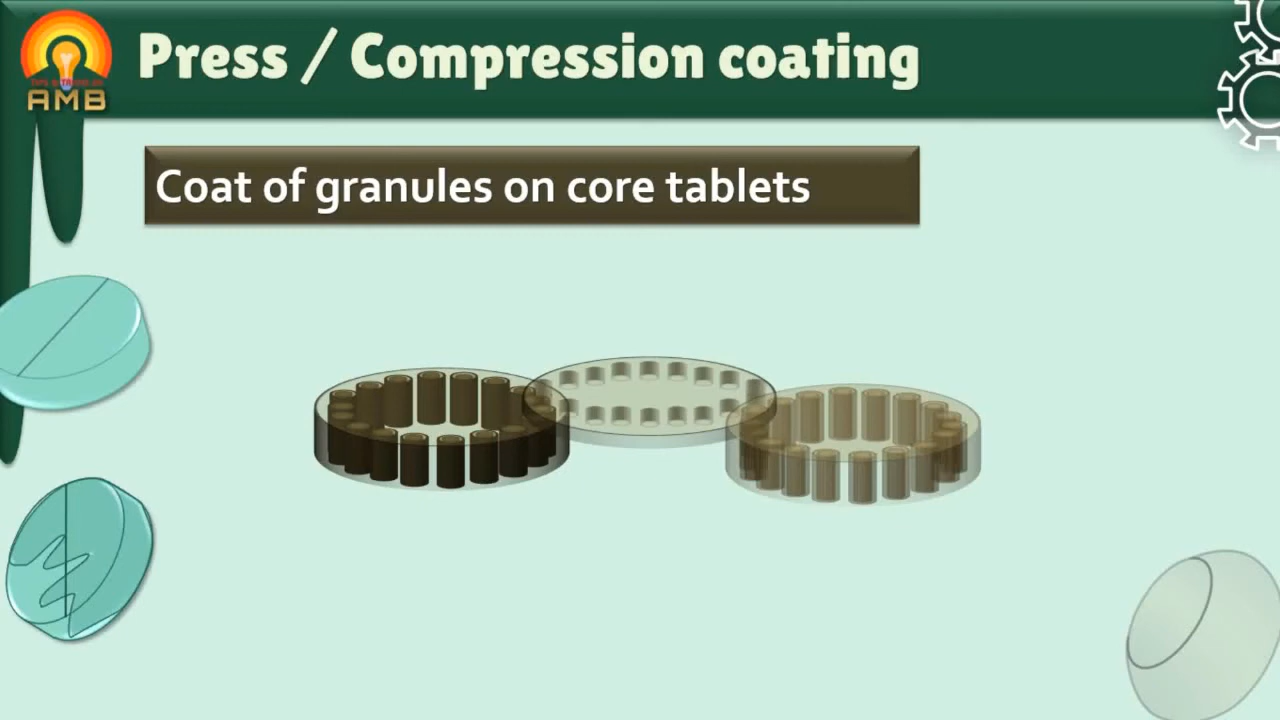 Press / Compression coating
AMB
Coat of granules on core tablets